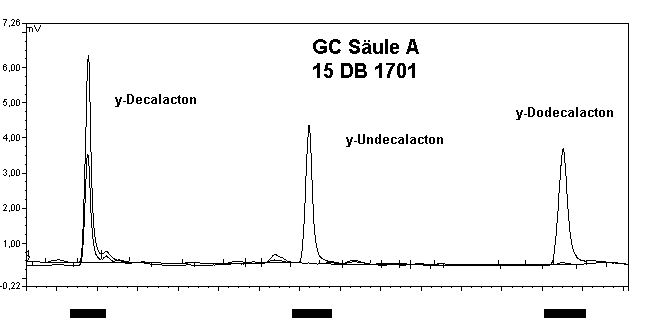 7,26
mV
GC Säule A
15 DB 1701
6,00
y-Decalacton
5,00
y-Dodecalacton
4,00
y-Undecalacton
3,00
2,00
1,00
-0,22